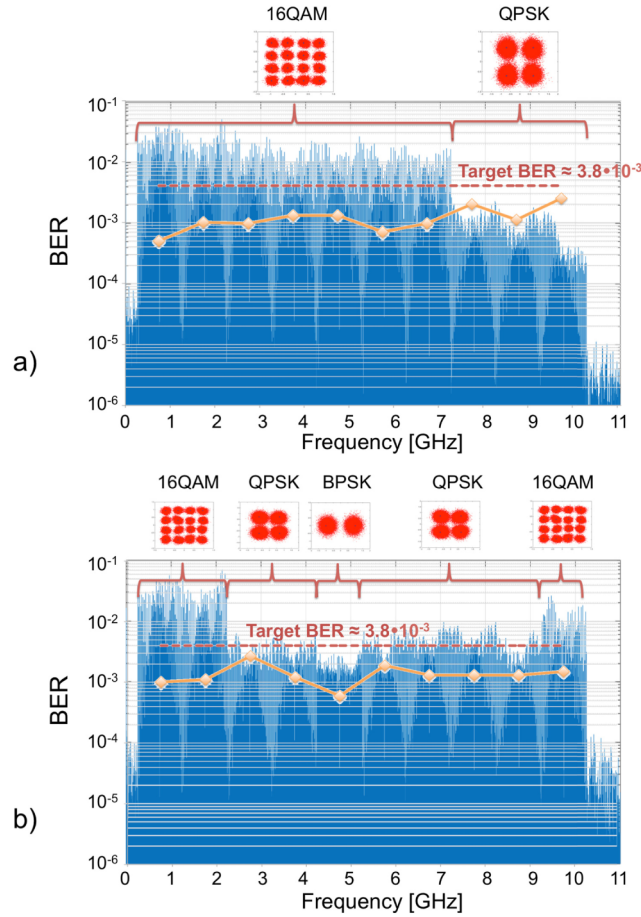 16QAM QPSK
a)
10-1
10-2
Target BER ≈ 3.8•10-3
10-3
10-4
10-5
10-6
BER
0 1 2 3 4 5 6 7 8 9 10 11
Frequency [GHz]
16QAM QPSK BPSK QPSK 16QAM
10-1
10-2
Target BER ≈ 3.8•10-3
10-3
10-4
10-5
10-6
BER
b)
0 1 2 3 4 5 6 7 8 9 10 11
Frequency [GHz]